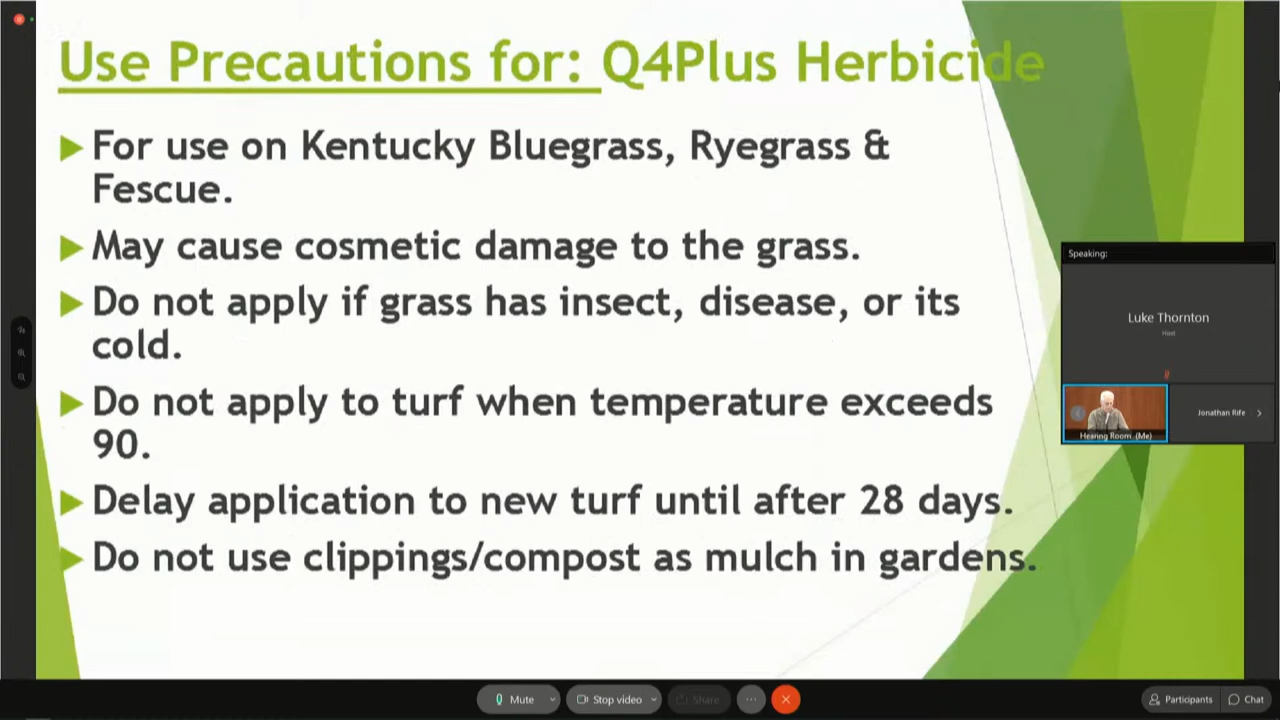 Use Precautions for: Q4Plus Herbicide
For use on Kentucky Bluegrass, Ryegrass &
Fescue.
May cause cosmetic damage to the grass.
Do not apply if grass has insect, disease, or its
cold.
Do not apply to turf when temperature exceeds
90.
Delay application to new turf until after 28 days.
Do not use clippings/compost as mulch in gardens.
Speaking:
Luke Thornton
Host
Hearing Room (Me)
Jonathan Rife
Mute
Stop video
Share
Participants
Chat